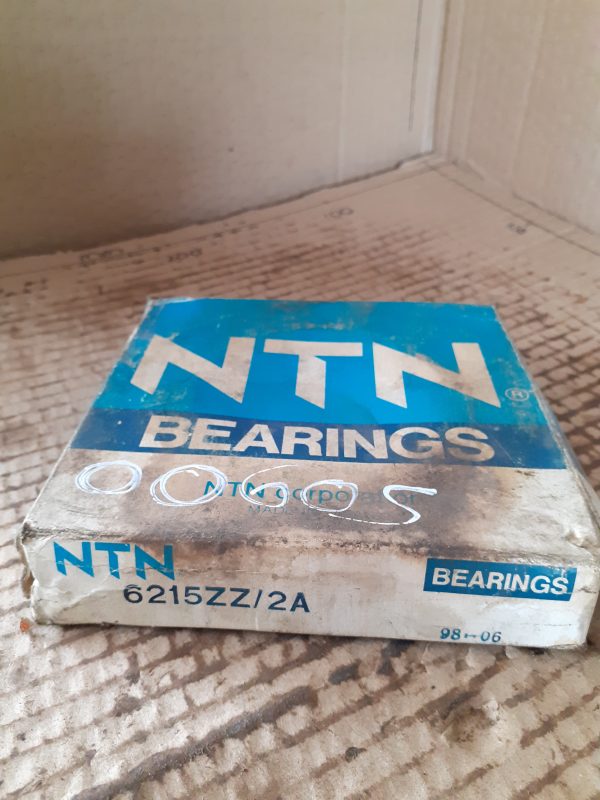 NTN®
BEARINGS
00605
NTN corporation
NTN
BEARINGS
6215ZZ/2A
98-06